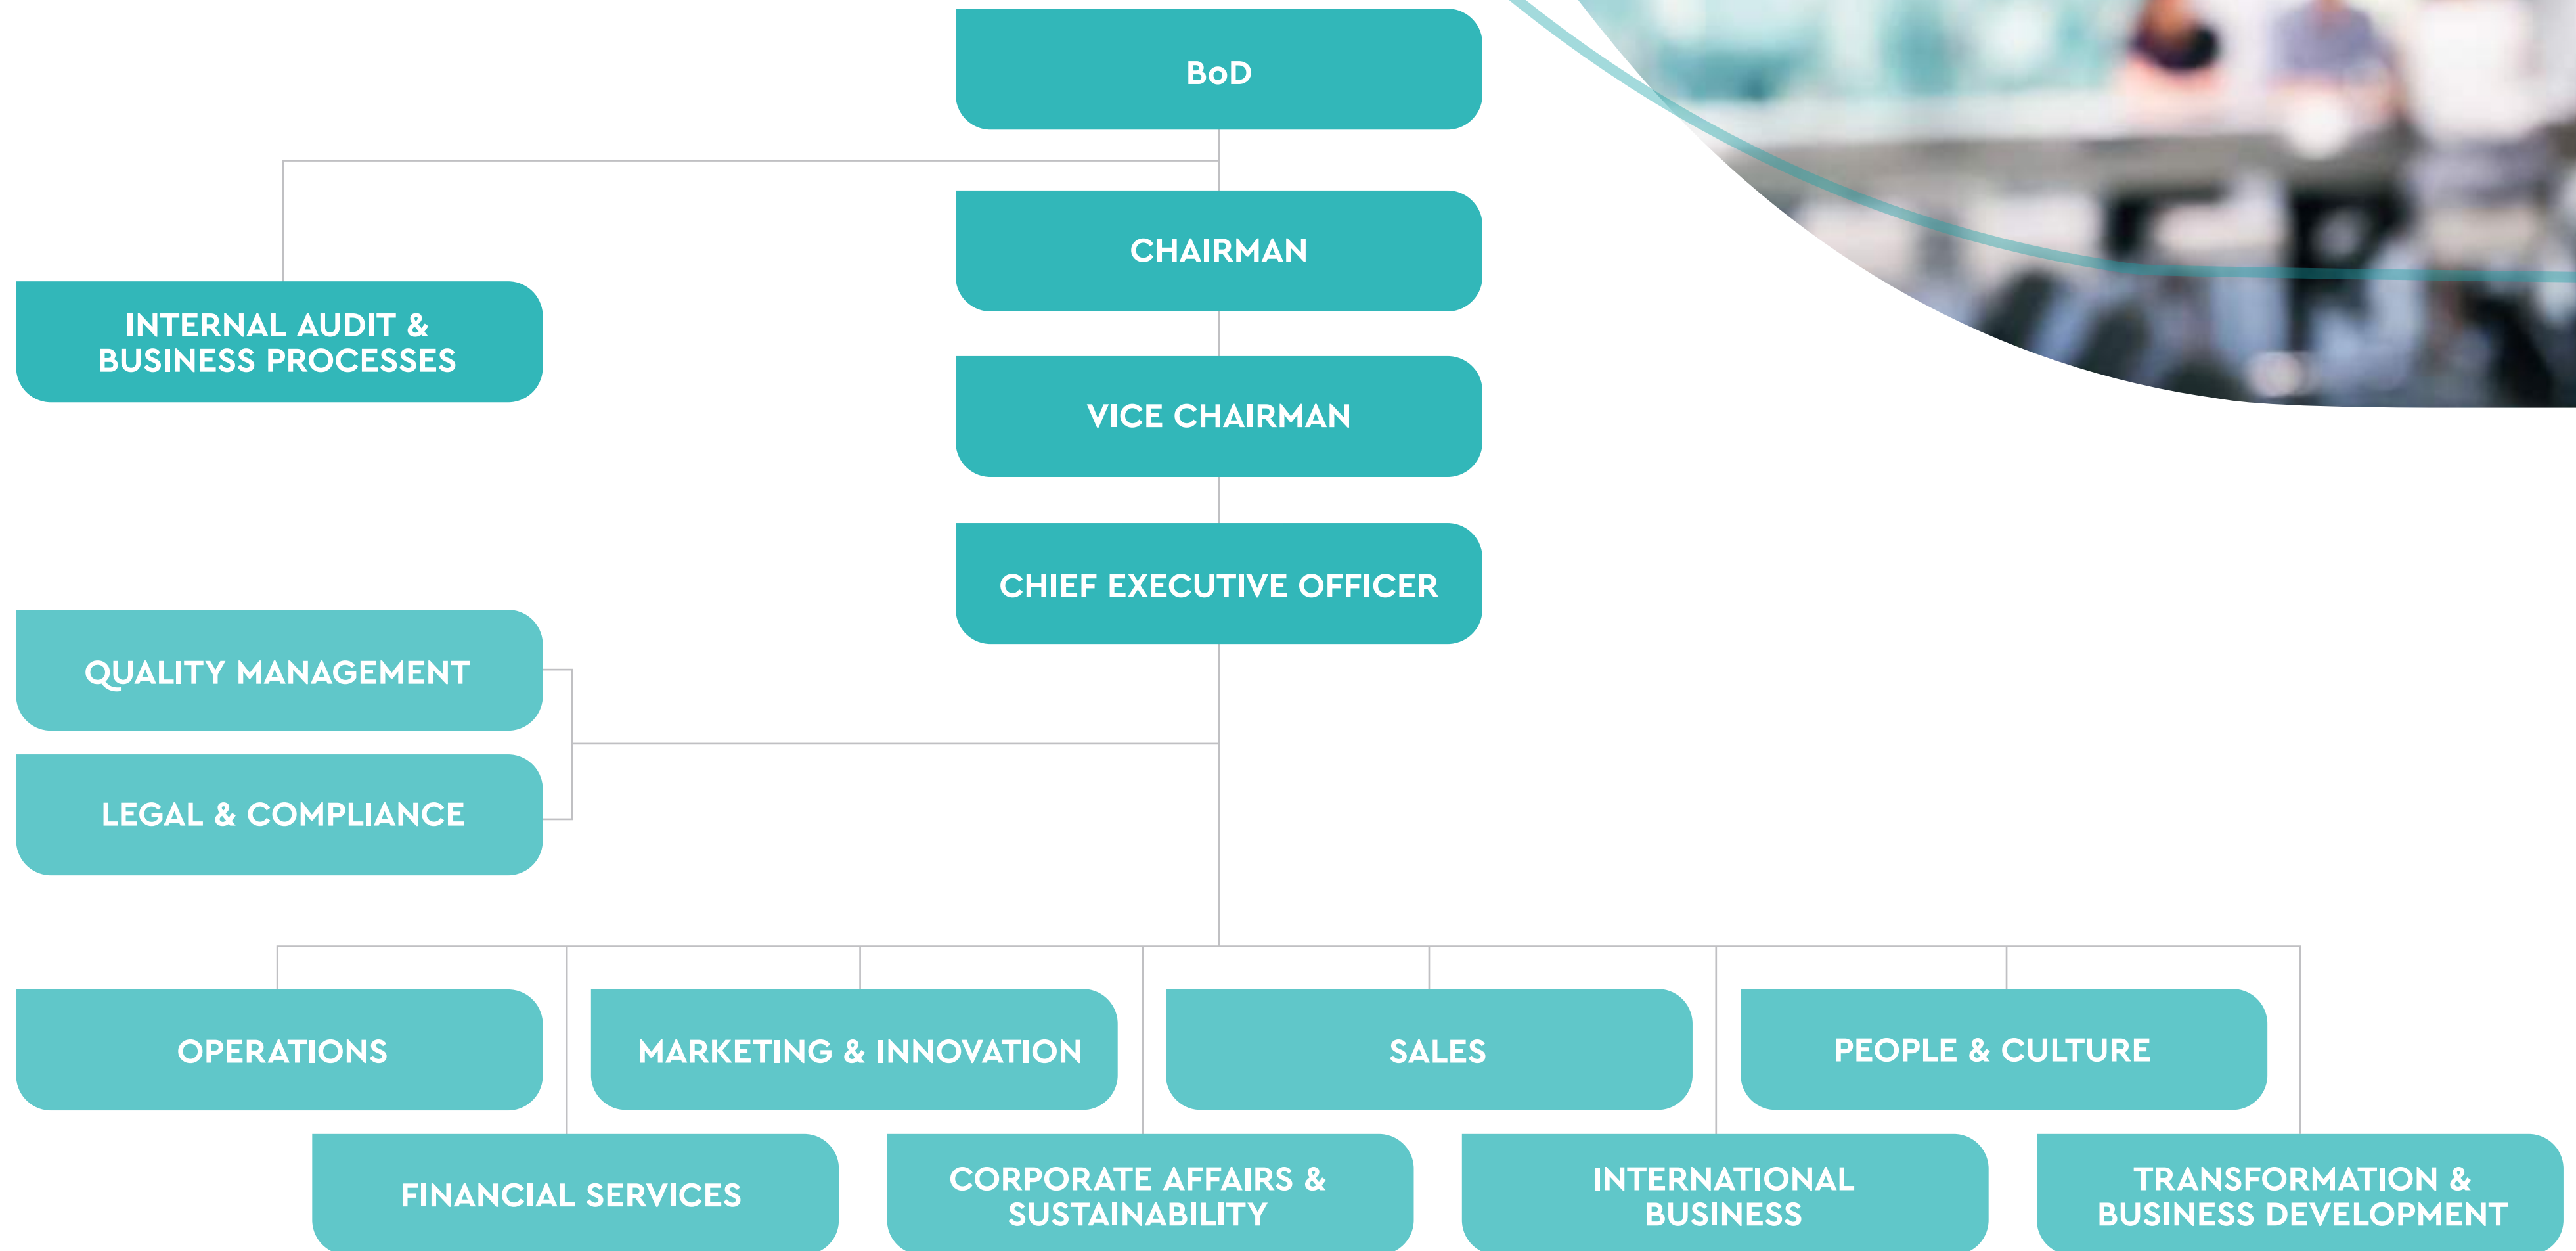 BoD
CHAIRMAN
INTERNAL AUDIT &
BUSINESS PROCESSES
VICE CHAIRMAN
CHIEF EXECUTIVE OFFICER
QUALITY MANAGEMENT
LEGAL & COMPLIANCE
OPERATIONS
MARKETING & INNOVATION
SALES
PEOPLE & CULTURE
FINANCIAL SERVICES
CORPORATE AFFAIRS &
SUSTAINABILITY
INTERNATIONAL
BUSINESS
TRANSFORMATION &
BUSINESS DEVELOPMENT